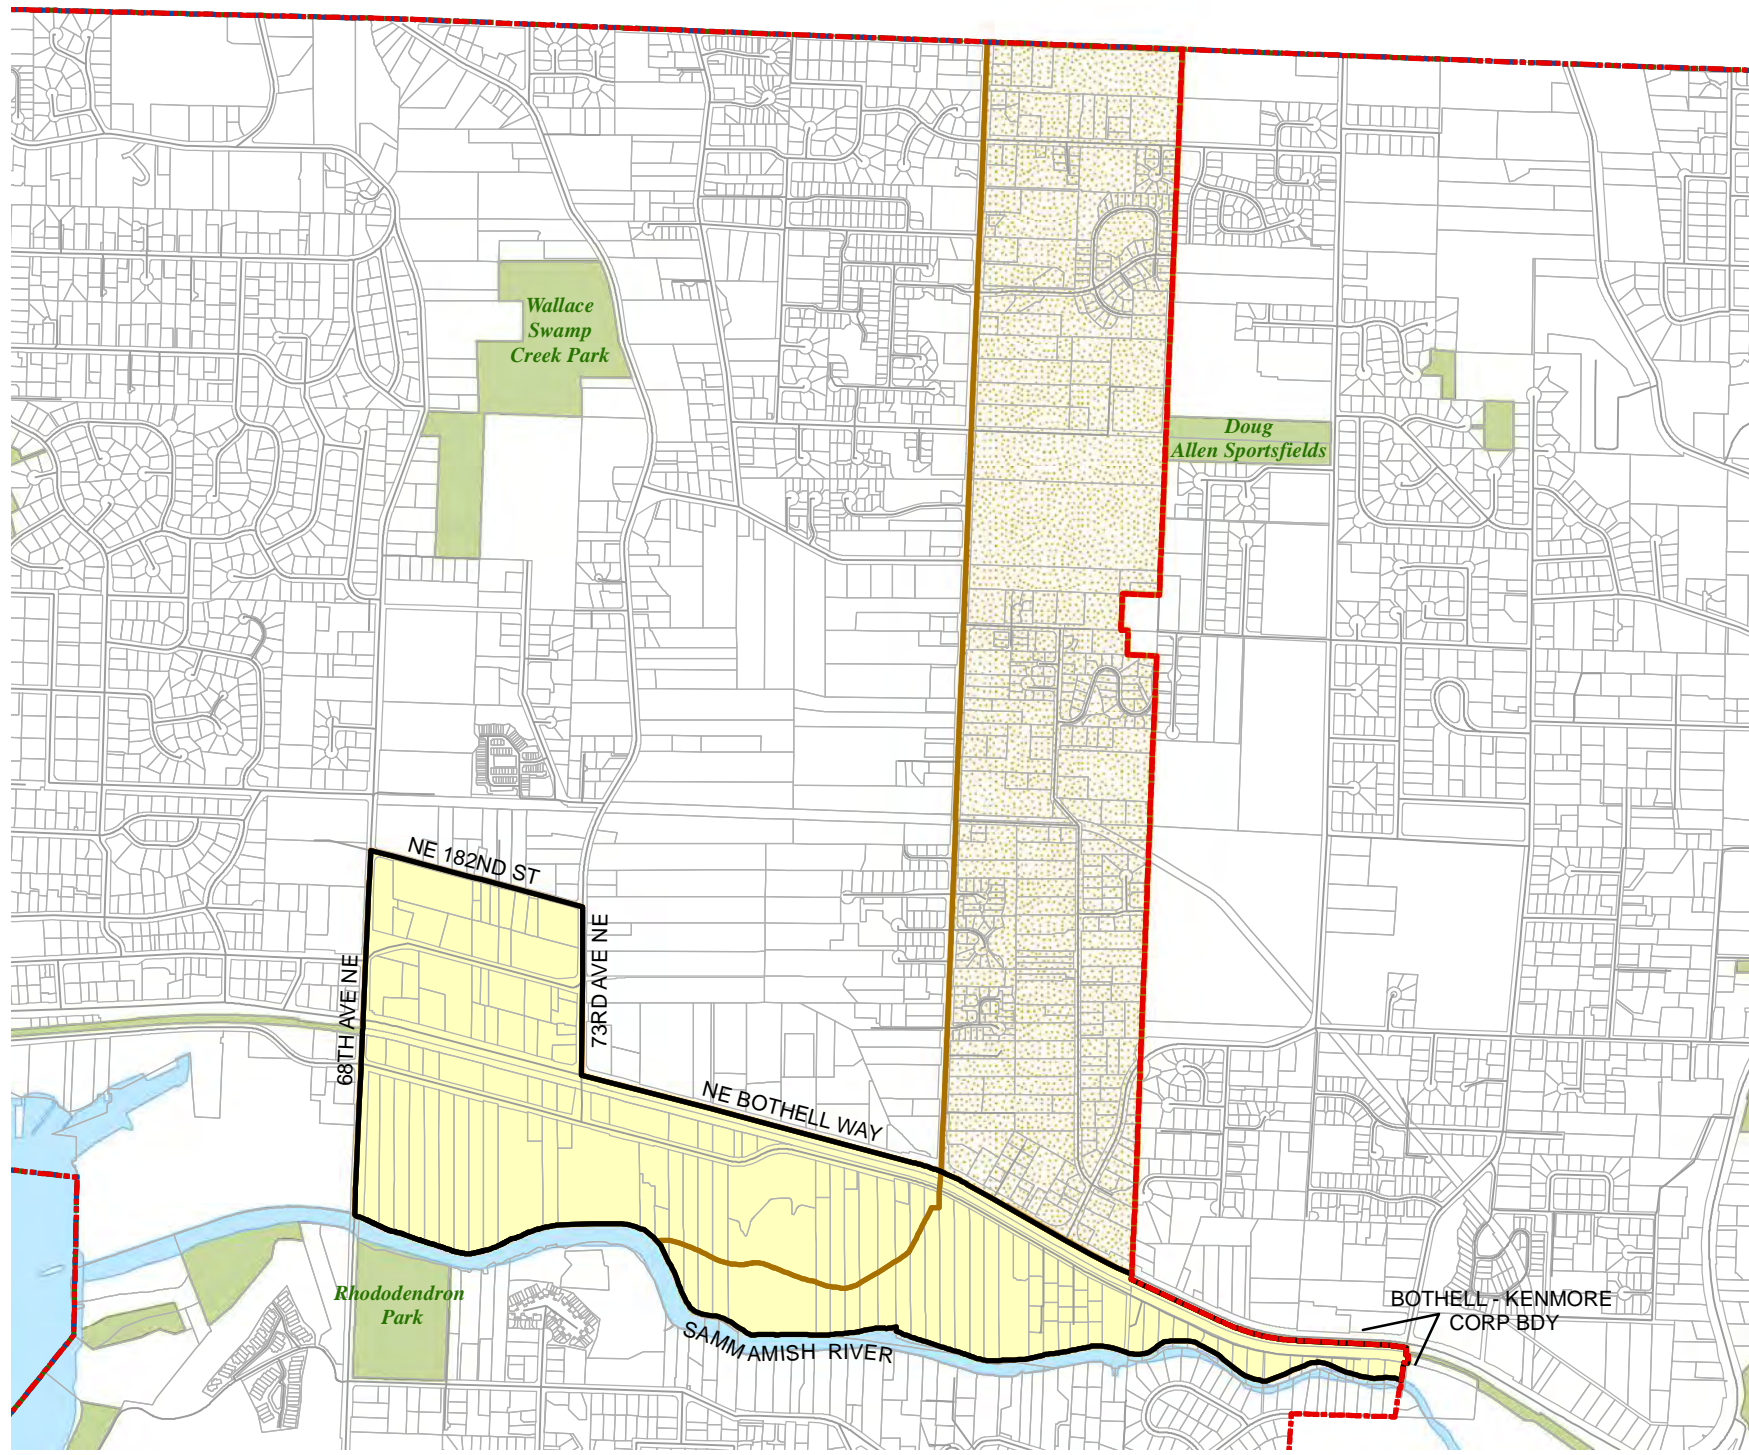 Wallace
Swamp
Creek Park
Doug
Allen Sportsfields
NE 182ND ST
68TH AVE NE
73RD AVE NE
NE BOTHELL WAY
Rhododendron
Park
SAMMAMISH RIVER
BOTHELL - KENMORE
CORP BDY